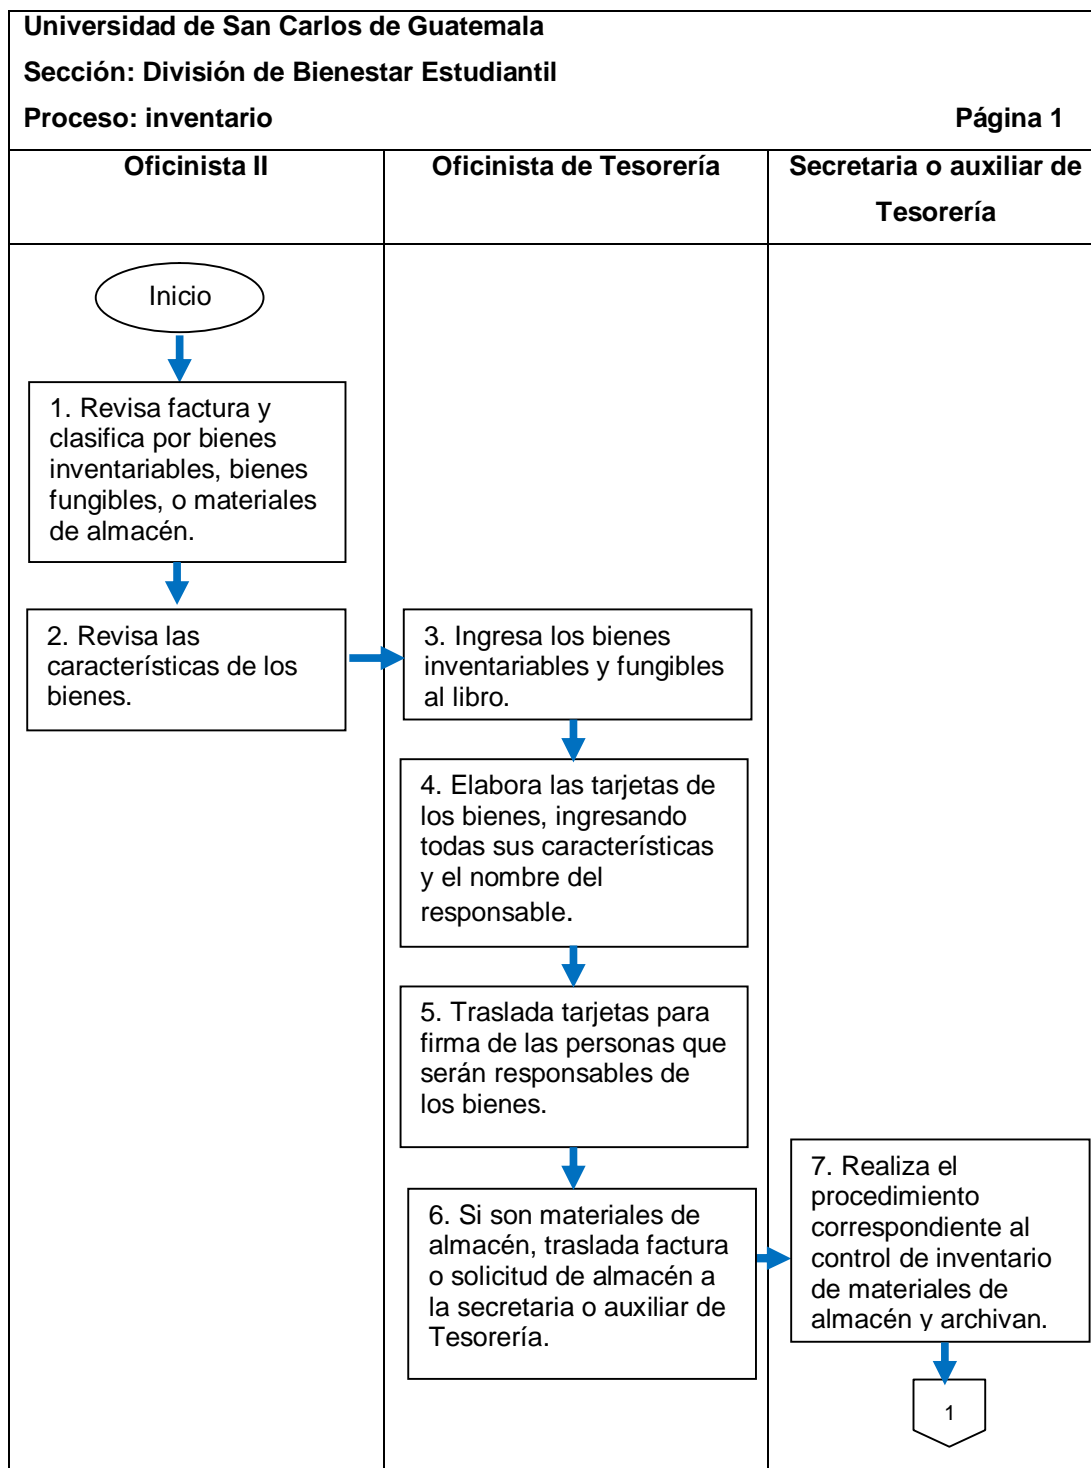 Universidad de San Carlos de Guatemala
Sección: División de Bienestar Estudiantil
Proceso: inventario Página 1
Oficinista II
Oficinista de Tesorería
Secretaria o auxiliar de
Tesorería
Inicio
1. Revisa factura y
clasifica por bienes
inventariables, bienes
fungibles, o materiales
de almacén.
2. Revisa las
características de los
bienes.
3. Ingresa los bienes
inventariables y fungibles
al libro.
4. Elabora las tarjetas de
los bienes, ingresando
todas sus características
y el nombre del
responsable.
5. Traslada tarjetas para
firma de las personas que
serán responsables de
los bienes.
6. Si son materiales de
almacén, traslada factura
o solicitud de almacén a
la secretaria o auxiliar de
Tesorería.
7. Realiza el
procedimiento
correspondiente al
control de inventario
de materiales de
almacén y archivan.
1